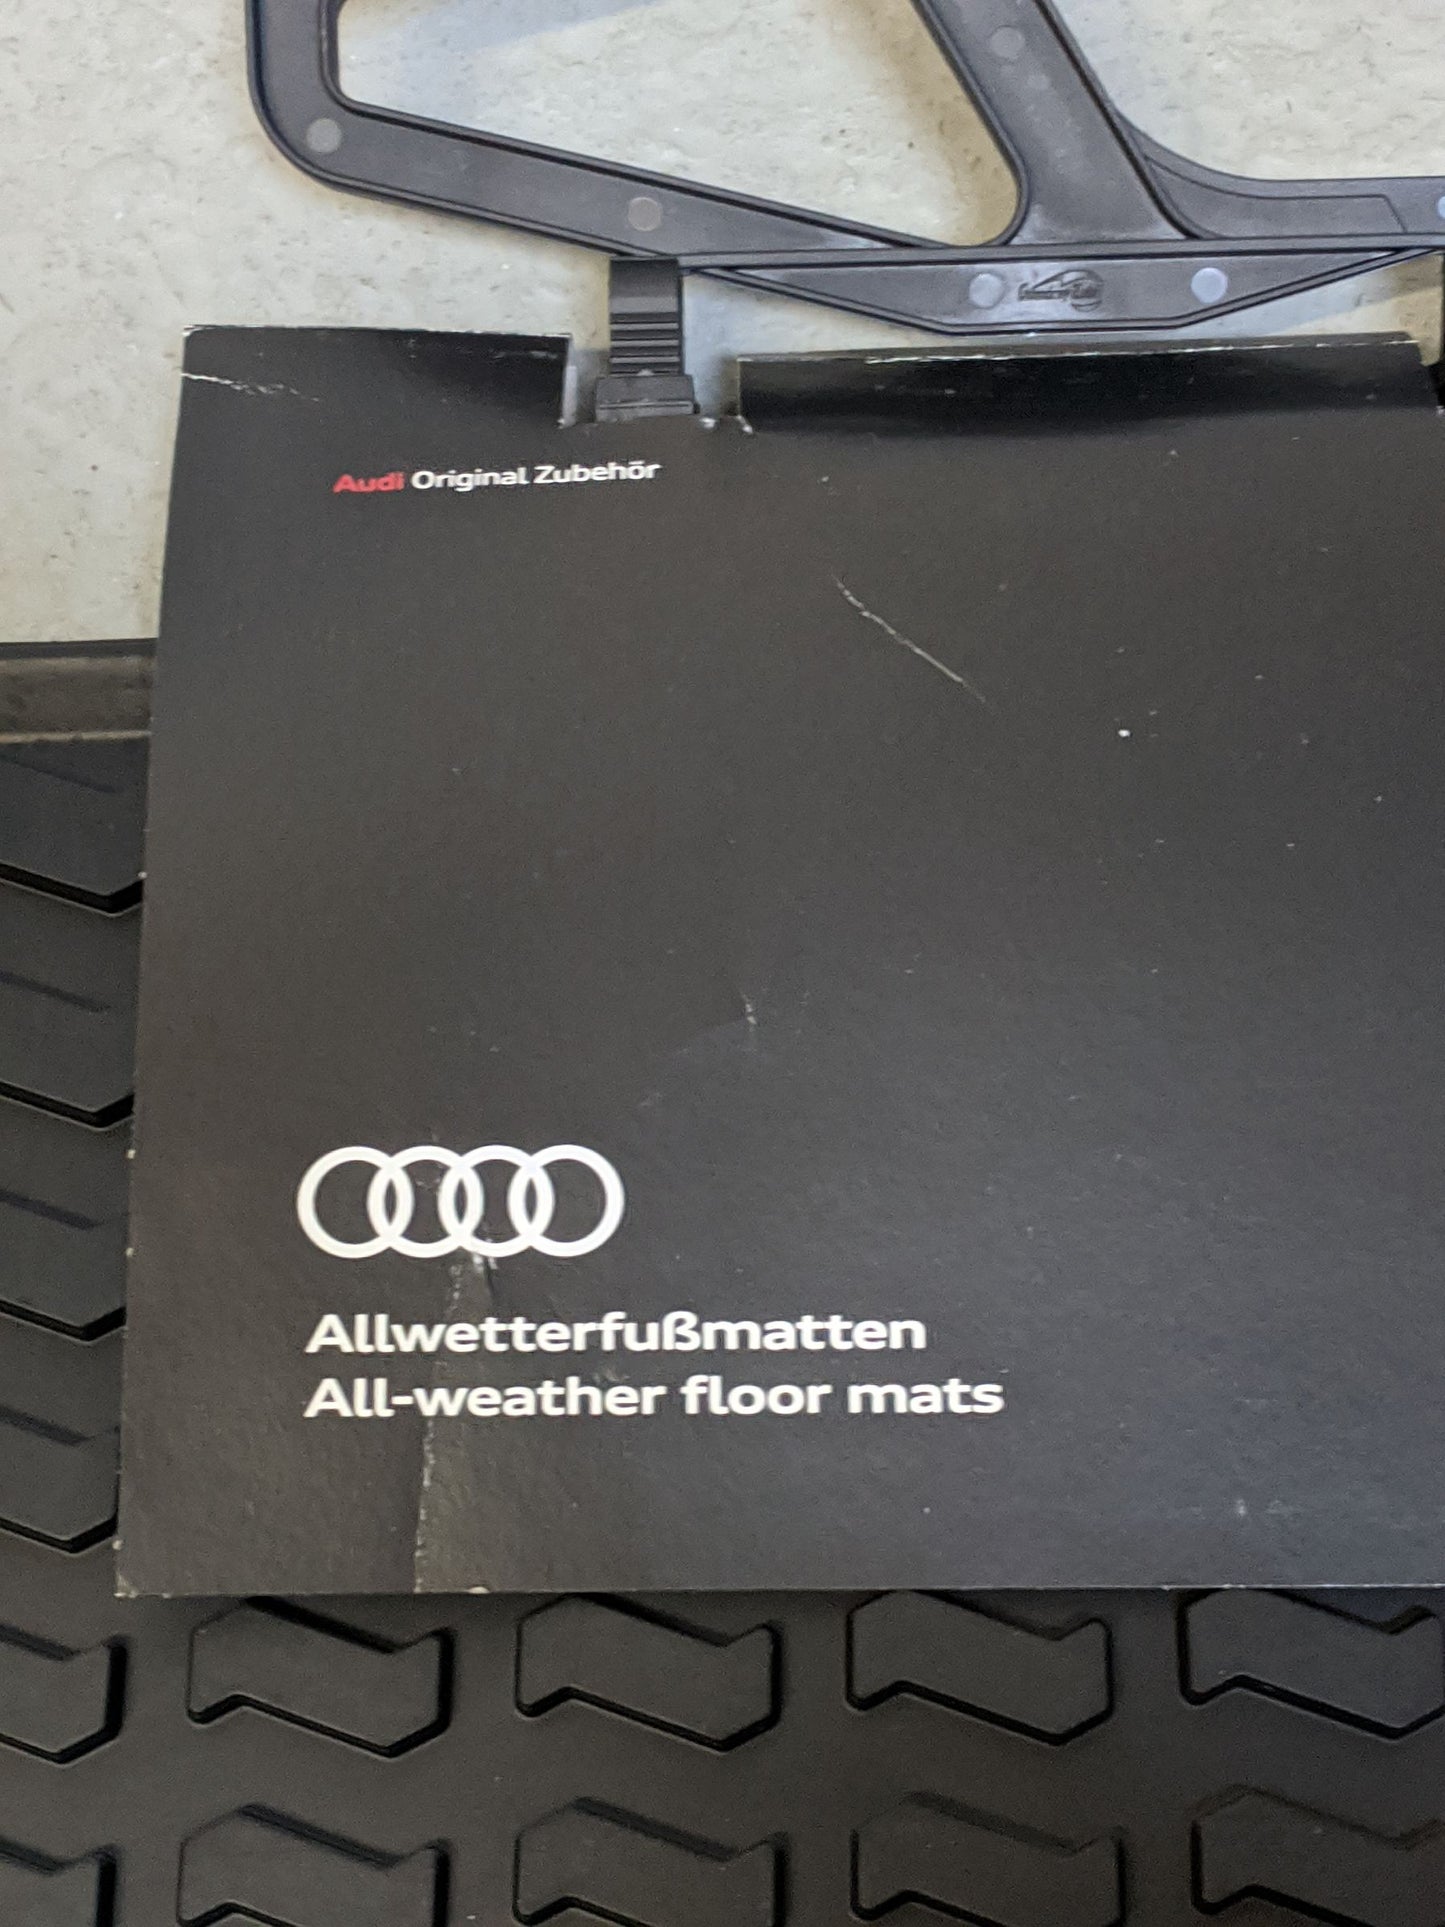 Audi Original Zubehör
Allwetterfußmatten
All-weather floor mats